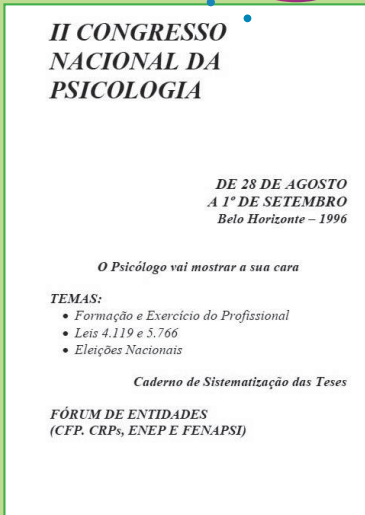 II CONGRESSO
NACIONAL DA
PSICOLOGIA
DE 28 DE AGOSTO
A 1º DE SETEMBRO
Belo Horizonte – 1996
O Psicólogo vai mostrar a sua cara
TEMAS:
• Formação e Exercício do Profissional
• Leis 4.119 e 5.766
• Eleições Nacionais
Caderno de Sistematização das Teses
FÓRUM DE ENTIDADES
(CFP. CRPs, ENEP E FENAPSI)